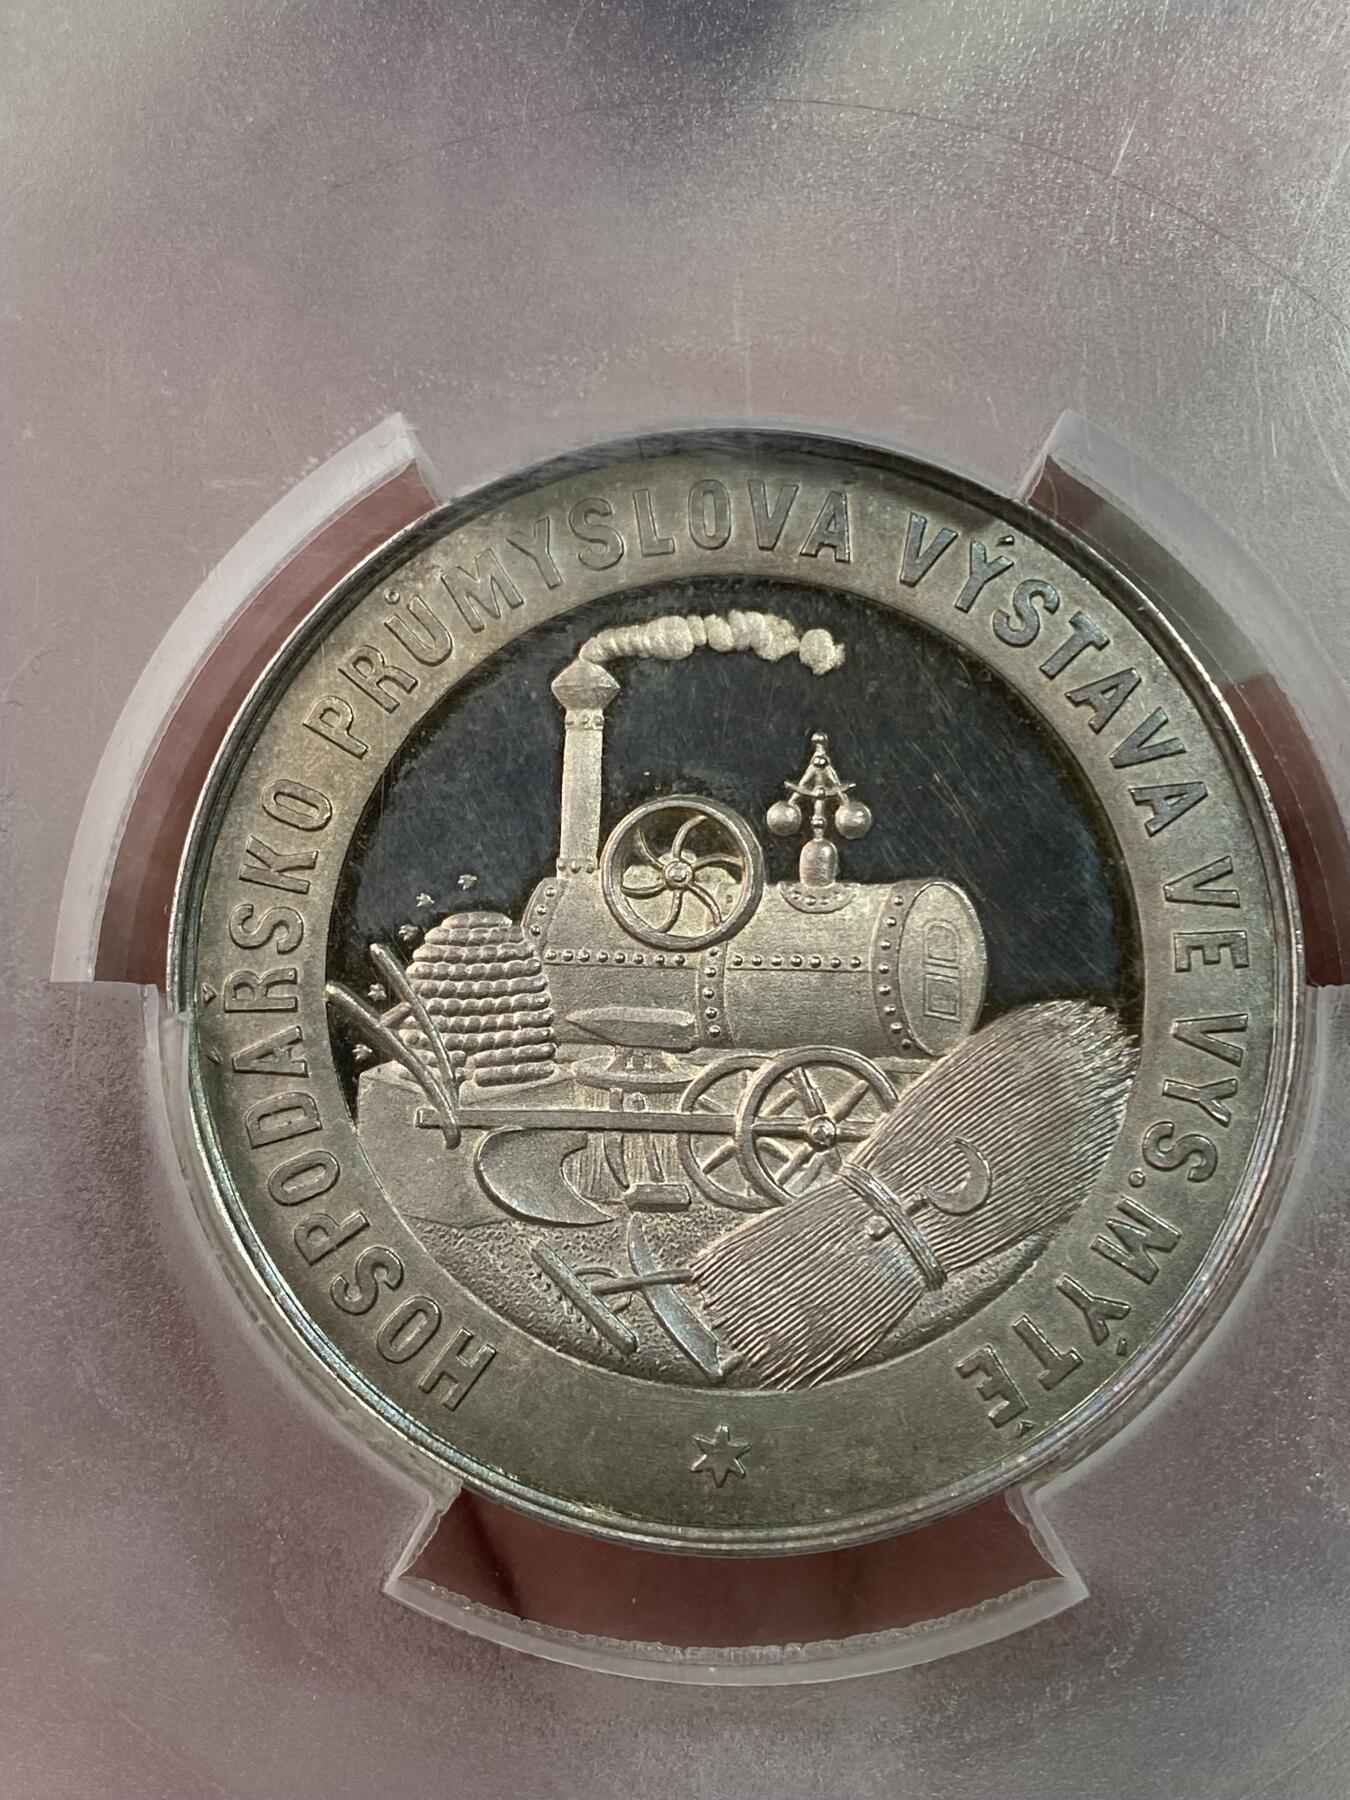 HOSPODÁŘSKO PRŮMYSLOVÁ VÝSTAVA VE VYS. MÝTĚ